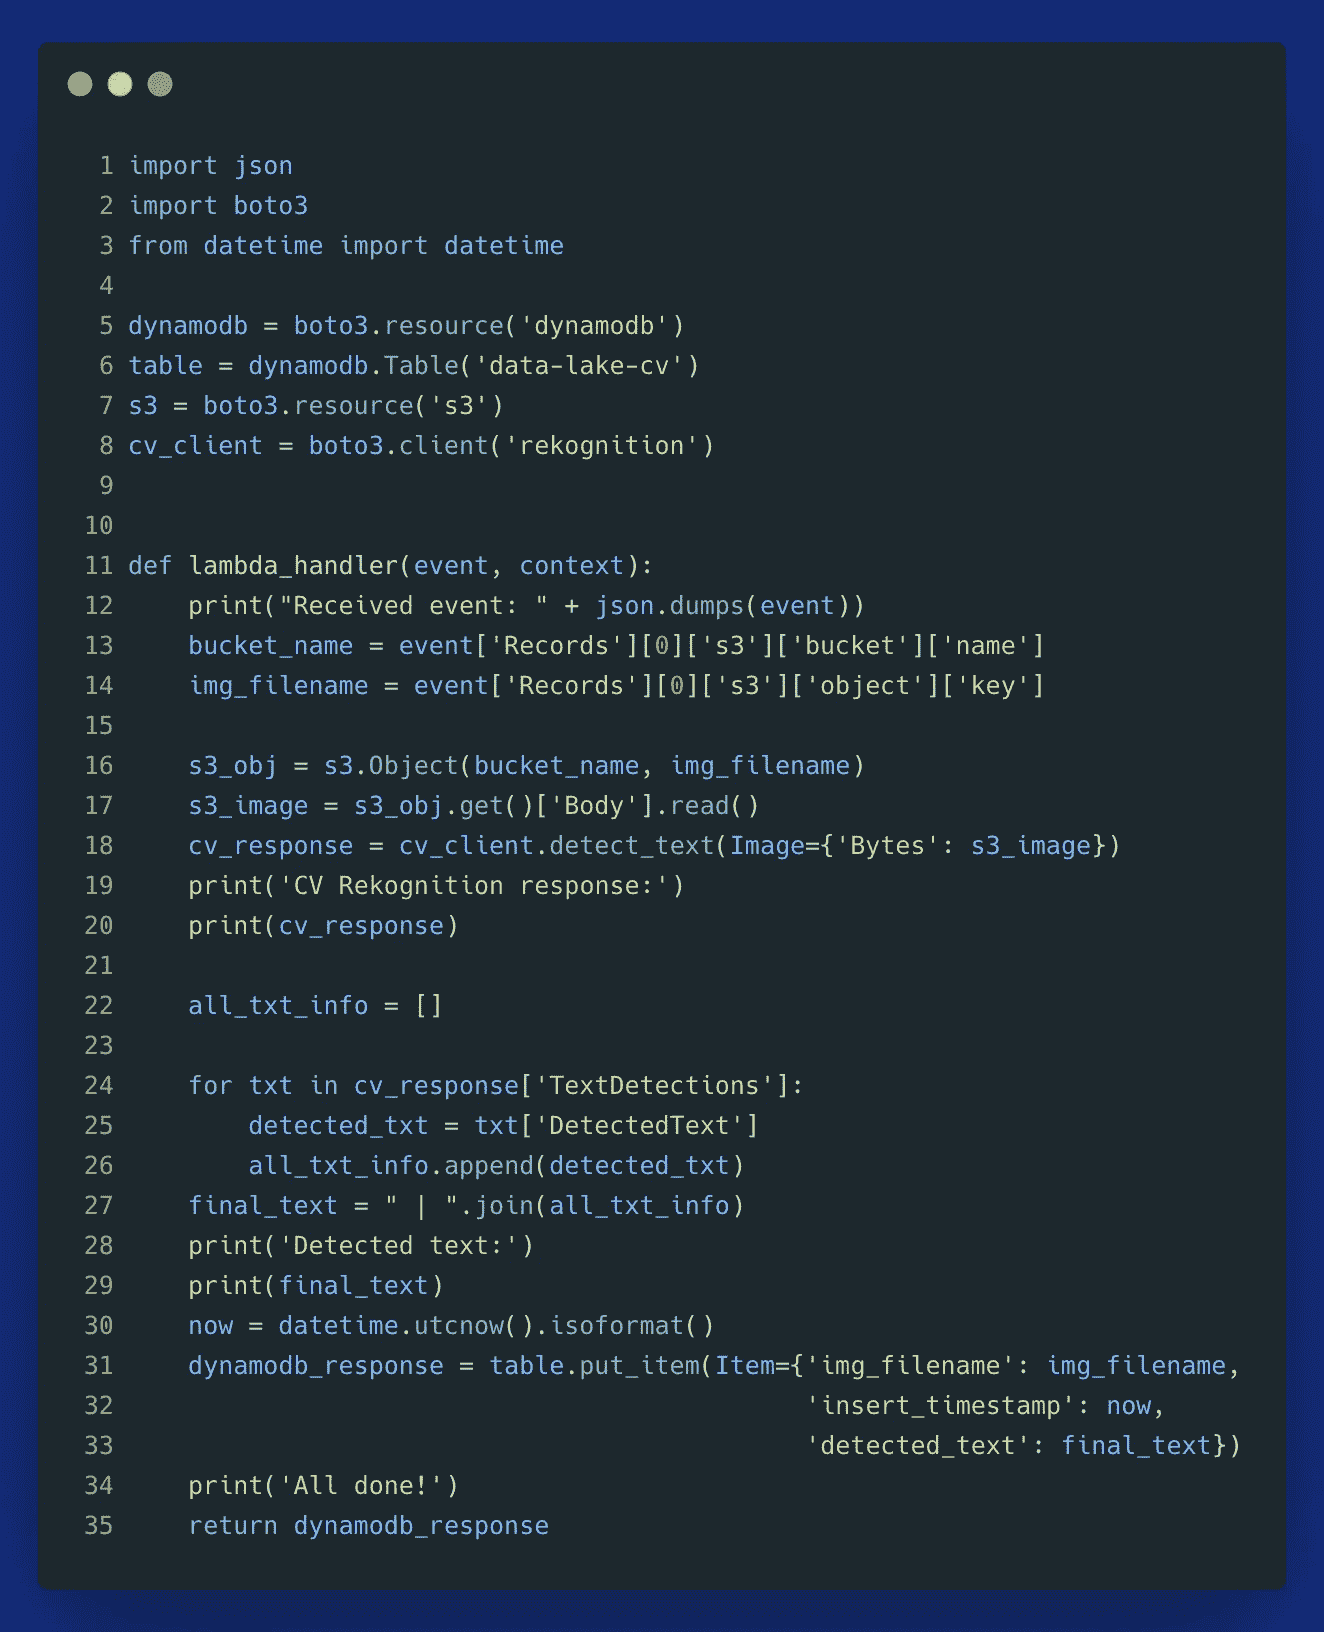 1 import json
2 import boto3
3 from datetime import datetime
4
5 dynamodb = boto3.resource('dynamodb')
6 table = dynamodb.Table('data-lake-cv')
7 s3 = boto3.resource('s3')
8 cv_client = boto3.client('rekognition')
9
10
11 def lambda_handler(event, context):
12     print("Received event: " + json.dumps(event))
13     bucket_name = event['Records'][0]['s3']['bucket']['name']
14     img_filename = event['Records'][0]['s3']['object']['key']
15
16     s3_obj = s3.Object(bucket_name, img_filename)
17     s3_image = s3_obj.get()['Body'].read()
18     cv_response = cv_client.detect_text(Image={'Bytes': s3_image})
19     print('CV Rekognition response:')
20     print(cv_response)
21
22     all_txt_info = []
23
24     for txt in cv_response['TextDetections']:
25         detected_txt = txt['DetectedText']
26         all_txt_info.append(detected_txt)
27     final_text = " | ".join(all_txt_info)
28     print('Detected text:')
29     print(final_text)
30     now = datetime.utcnow().isoformat()
31     dynamodb_response = table.put_item(Item={'img_filename': img_filename,
32                                              'insert_timestamp': now,
33                                              'detected_text': final_text})
34     print('All done!')
35     return dynamodb_response